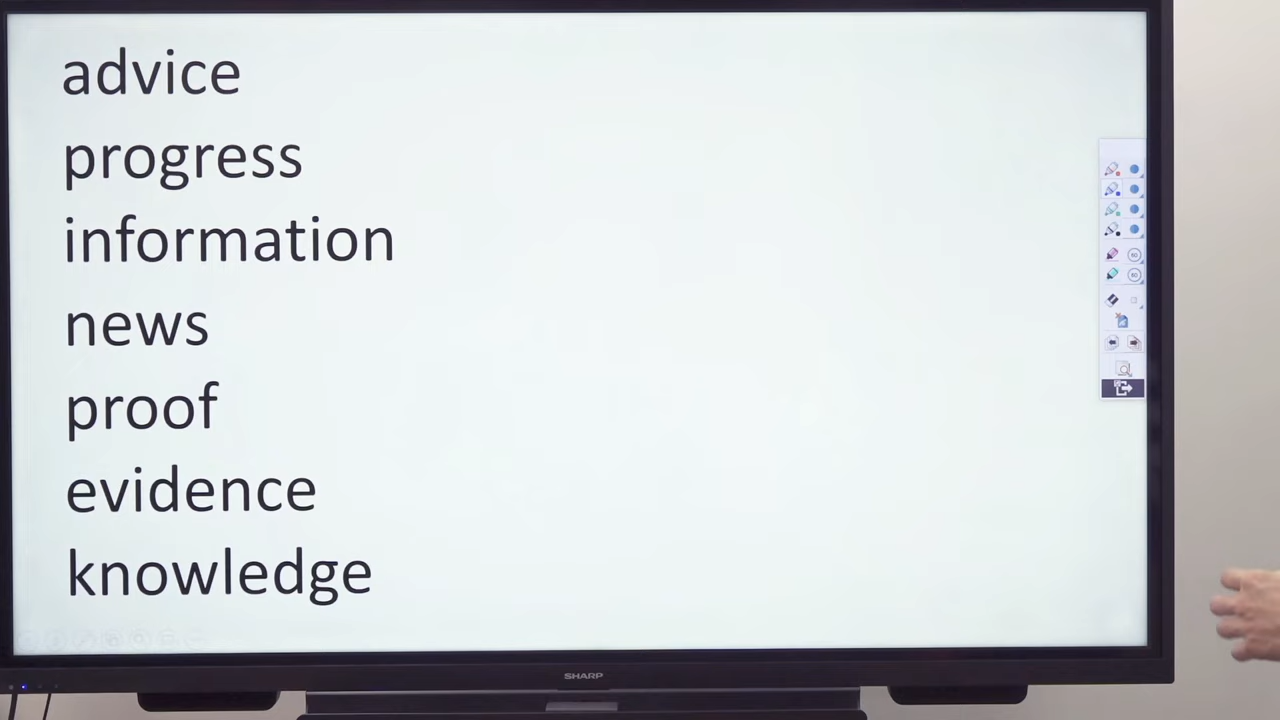 advice
progress
information
news
proof
evidence
knowledge
SHARP